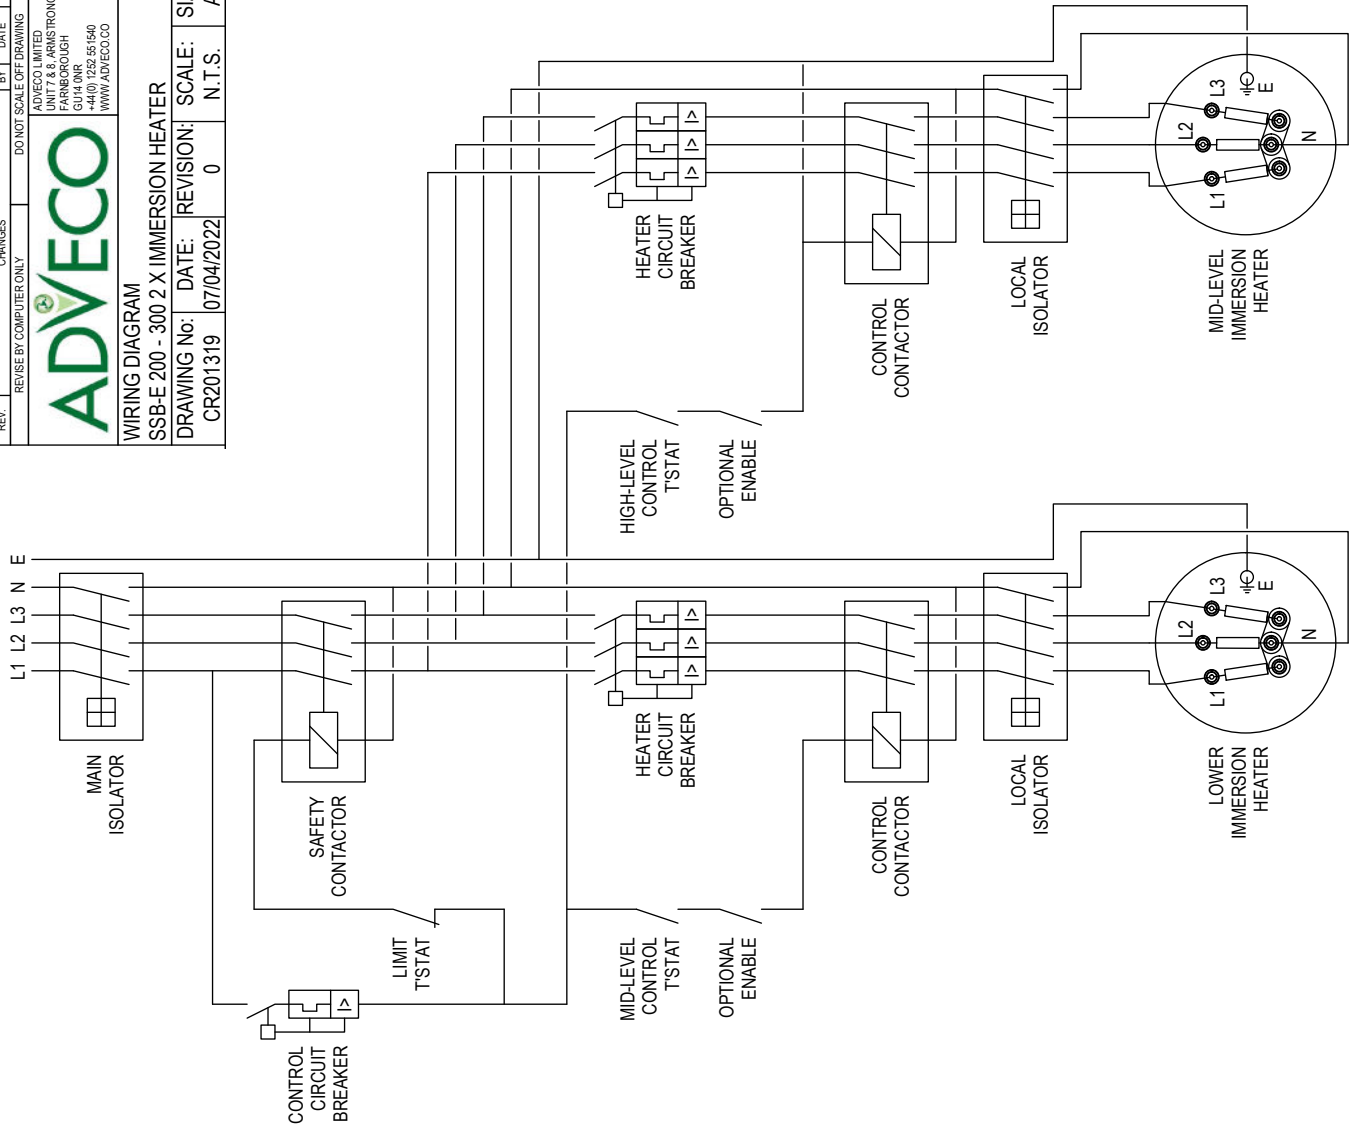 REV.
CHANGES
BY
DATE
REVISE BY COMPUTER ONLY
DO NOT SCALE OFF DRAWING
ADVECO
ADVECO LIMITED
UNIT 7 & 8, ARMSTRONG
FARNBOROUGH
GU14 0NR
+44(0) 1252 551540
WWW.ADVECO.CO
WIRING DIAGRAM
SSB-E 200 - 300 2 X IMMERSION HEATER
DRAWING No:
DATE:
REVISION:
SCALE:
CR201319
07/04/2022
0
N.T.S.
L1 L2 L3 N E
MAIN
ISOLATOR
SAFETY
CONTACTOR
CONTROL
CIRCUIT
BREAKER
I>
LIMIT
T'STAT
MID-LEVEL
CONTROL
T'STAT
OPTIONAL
ENABLE
HEATER
CIRCUIT
BREAKER
I> I> I>
CONTROL
CONTACTOR
LOCAL
ISOLATOR
LOWER
IMMERSION
HEATER
L1
L2
L3
E
N
HIGH-LEVEL
CONTROL
T'STAT
OPTIONAL
ENABLE
HEATER
CIRCUIT
BREAKER
I> I> I>
CONTROL
CONTACTOR
LOCAL
ISOLATOR
MID-LEVEL
IMMERSION
HEATER
L1
L2
L3
E
N